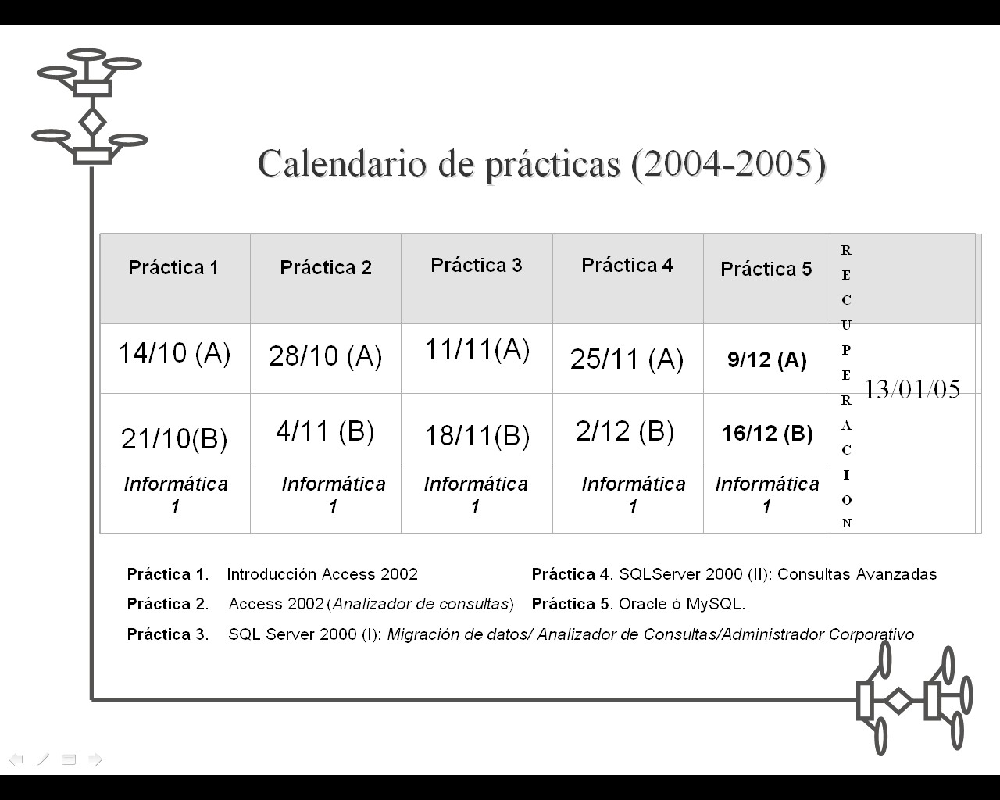 Calendario de prácticas (2004-2005)
Práctica 1 Práctica 2 Práctica 3 Práctica 4 Práctica 5
14/10 (A) 28/10 (A) 11/11(A) 25/11 (A) 9/12 (A)
21/10(B) 4/11 (B) 18/11(B) 2/12 (B) 16/12 (B)
Informática Informática Informática Informática Informática
1 1 1 1 1
R
E
C
U
P
E
R
A
C
I
O
N
13/01/05
Práctica 1. Introducción Access 2002
Práctica 2. Access 2002 (Analizador de consultas)
Práctica 3. SQL Server 2000 (I): Migración de datos/ Analizador de Consultas/Administrador Corporativo
Práctica 4. SQLServer 2000 (II): Consultas Avanzadas
Práctica 5. Oracle ó MySQL.